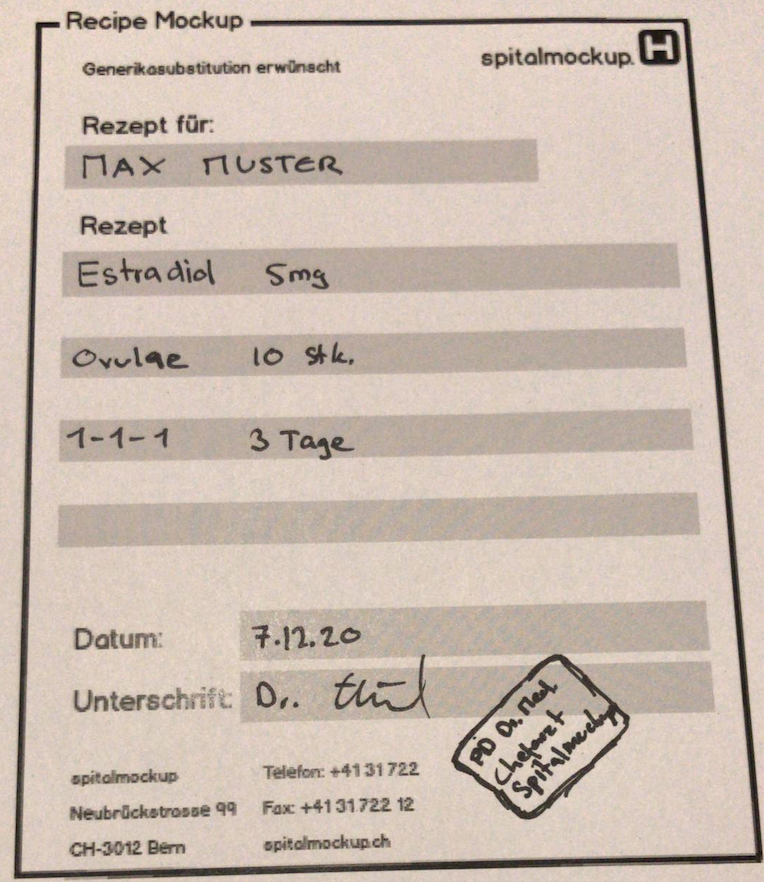 Recipe Mockup
spitalmockup. H
Generikasubstitution erwünscht
Rezept für:
MAX MUSTER
Rezept
Estradiol 5mg
Ovulae 10 Stk.
1-1-1 3 Tage
Datum: 7.12.20
Unterschrift: Dr.
PD Dr. Med.
Chefarzt
Spitalmockup
spitalmockup Telefon: +41 31 722
Neubrückstrasse 99 Fax: +41 31 722 12
CH-3012 Bern spitalmockup.ch